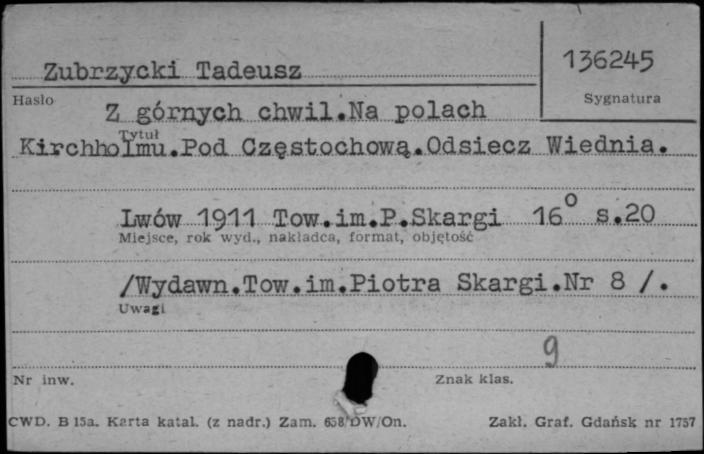 Zubrzycki Tadeusz
136245
Hasło
Sygnatura
Z górnych chwil.Na polach
Tytuł
Kirchholmu.Pod Częstochową.Odsiecz Wiednia.
Lwów 1911 Tow.im.P.Skargi 16° s.20
Miejsce, rok wyd., nakładca, format, objętość
/Wydawn.Tow.im.Piotra Skargi.Nr 8 /.
Uwagi
9
Nr inw.
Znak klas.
CWD. B 15a. Karta katal. (z nadr.) Zam. 658/DW/On.
Zakł. Graf. Gdańsk nr 1757